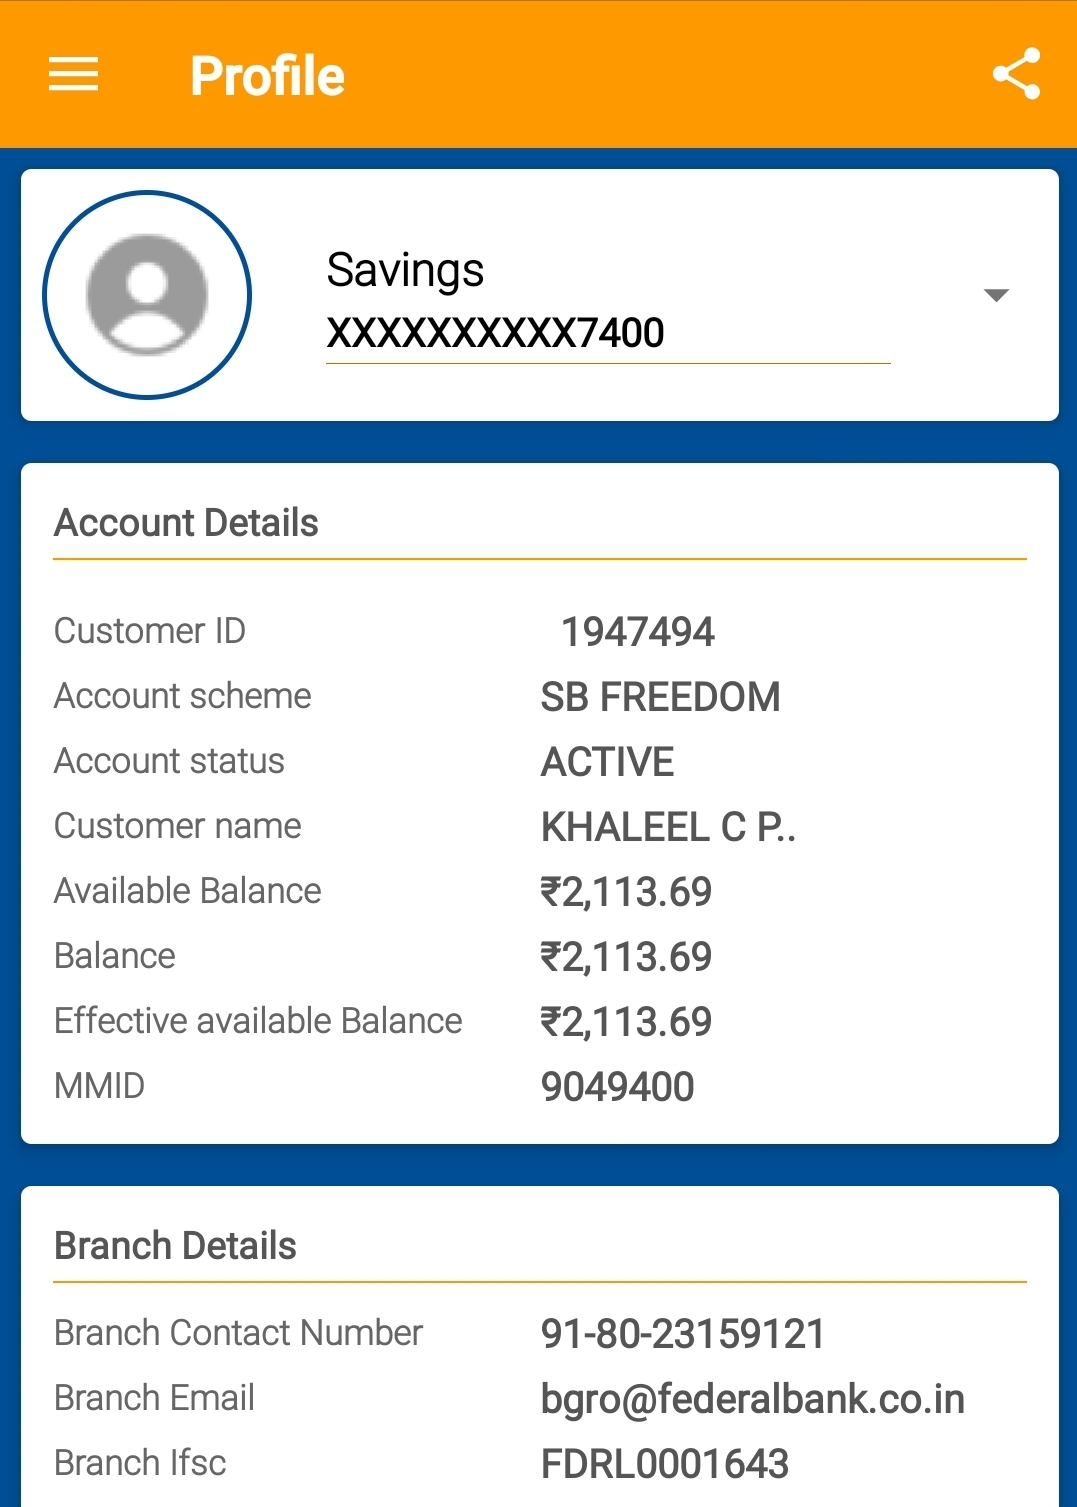 Profile
Savings
XXXXXXXXXX7400
Account Details
Customer ID 1947494
Account scheme SB FREEDOM
Account status ACTIVE
Customer name KHALEEL C P..
Available Balance ₹2,113.69
Balance ₹2,113.69
Effective available Balance ₹2,113.69
MMID 9049400
Branch Details
Branch Contact Number 91-80-23159121
Branch Email bgro@federalbank.co.in
Branch Ifsc FDRL0001643